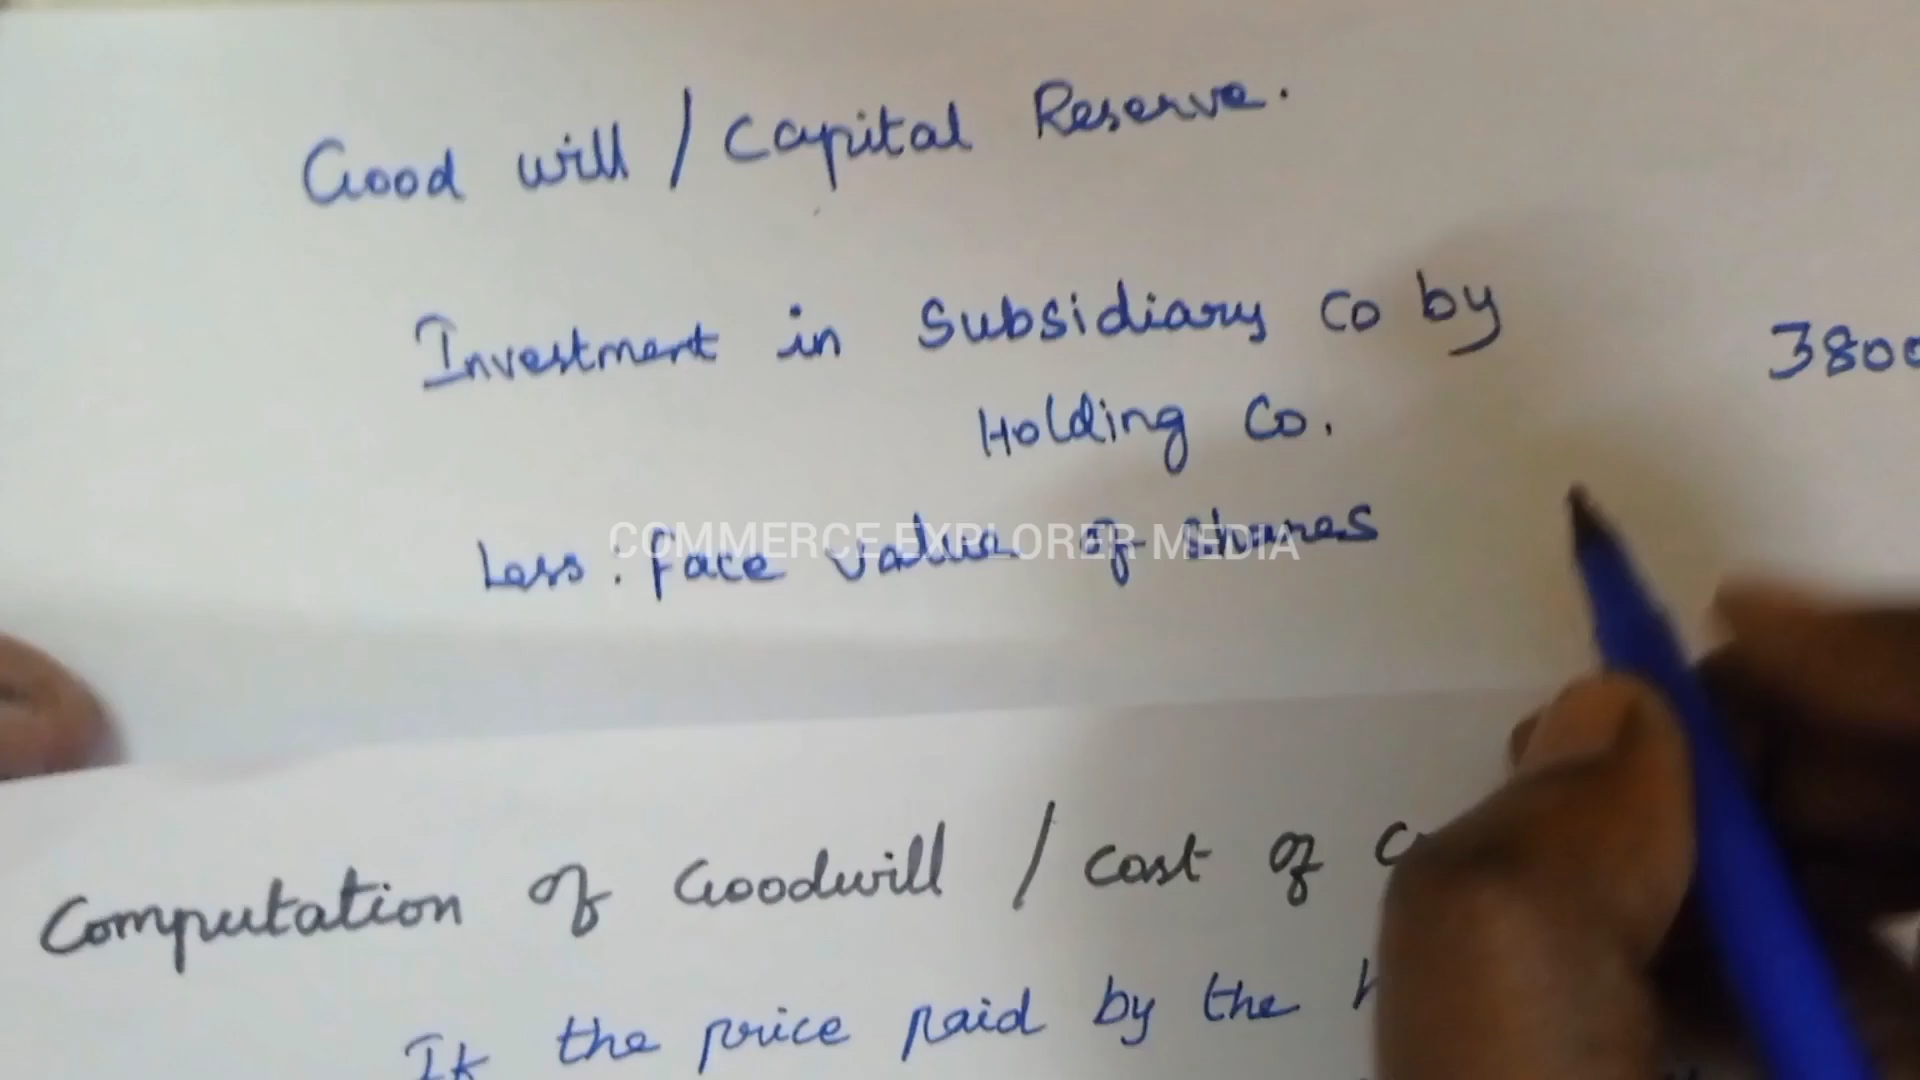 Good will / Capital Reserve.
Investment in Subsidiary Co by
3800
Holding Co.
Less : face value of shares
COMMERCE EXPLORER MEDIA
Computation of Goodwill / Cost of
If the price paid by the